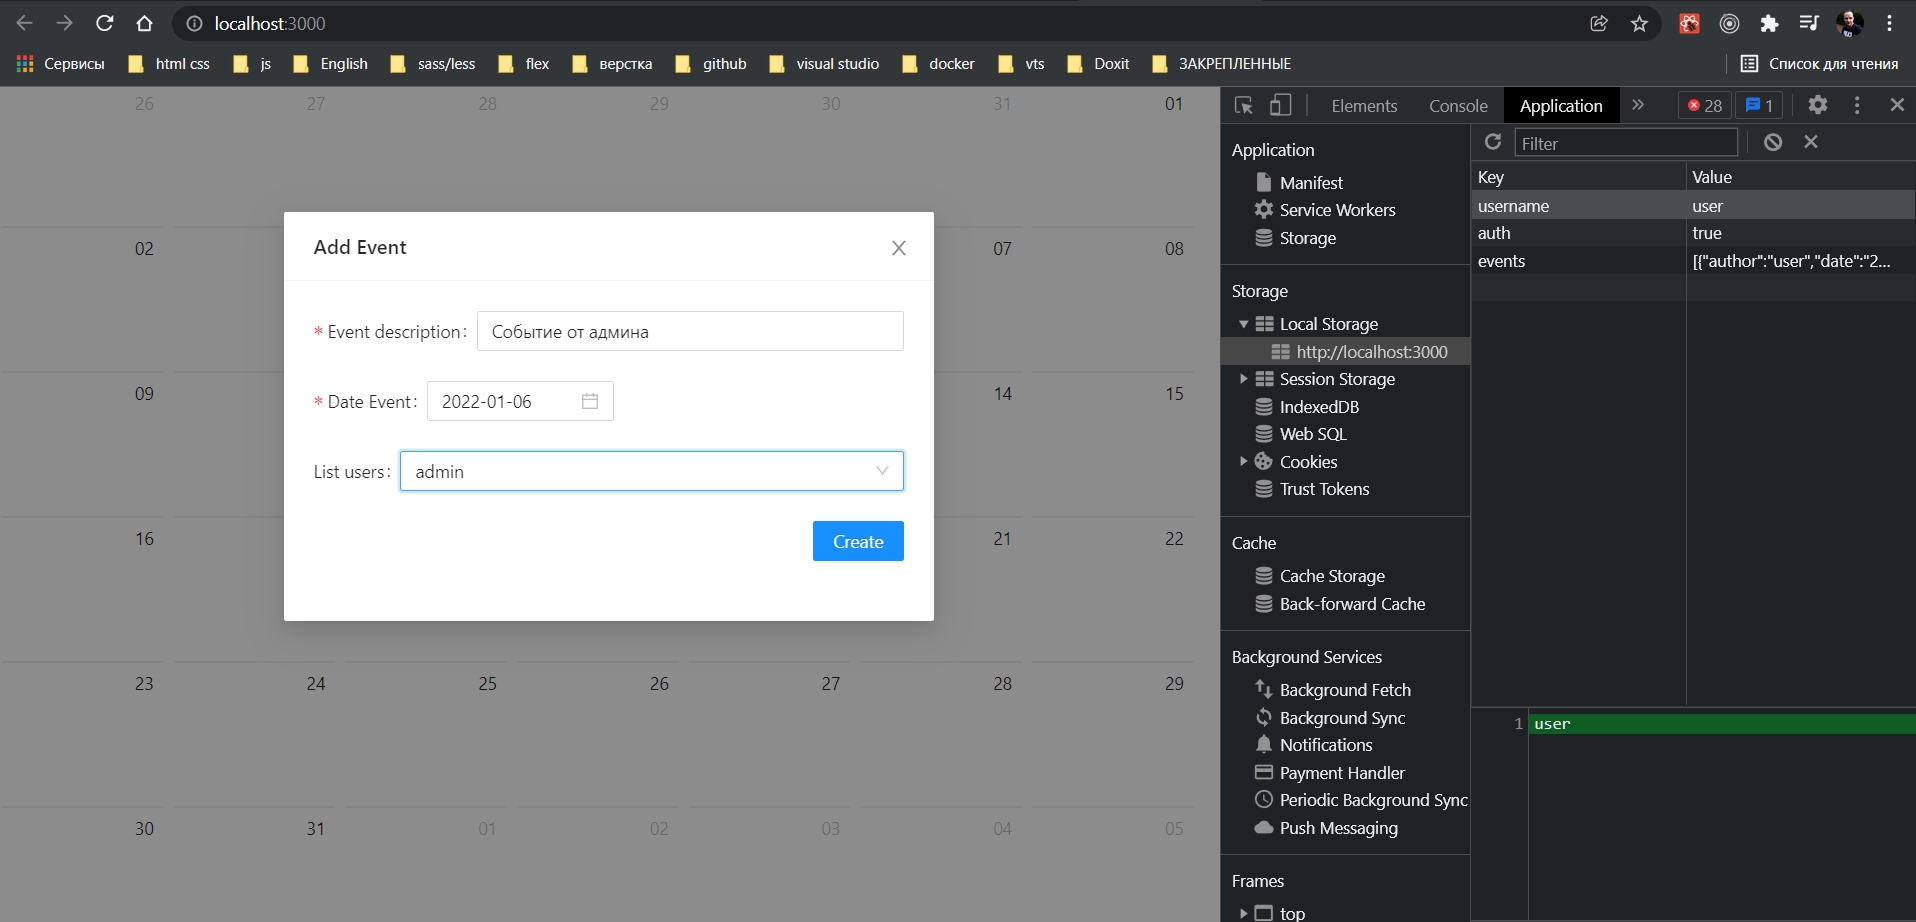 localhost:3000
Сервисы html css js English sass/less flex верстка github visual studio docker vts Doxit ЗАКРЕПЛЕННЫЕ Список для чтения
26 27 28 29 30 31 01
02 07 08
09 14 15
16 21 22
23 24 25 26 27 28 29
30 31 01 02 03 04 05
Add Event
* Event description: Событие от админа
* Date Event: 2022-01-06
List users: admin
Create
Elements Console Application 28 1
Application
Manifest
Service Workers
Storage
Storage
Local Storage
http://localhost:3000
Session Storage
IndexedDB
Web SQL
Cookies
Trust Tokens
Cache
Cache Storage
Back-forward Cache
Background Services
Background Fetch
Background Sync
Notifications
Payment Handler
Periodic Background Sync
Push Messaging
Frames
top
Filter
Key Value
username user
auth true
events [{"author":"user","date":"2...
1 user